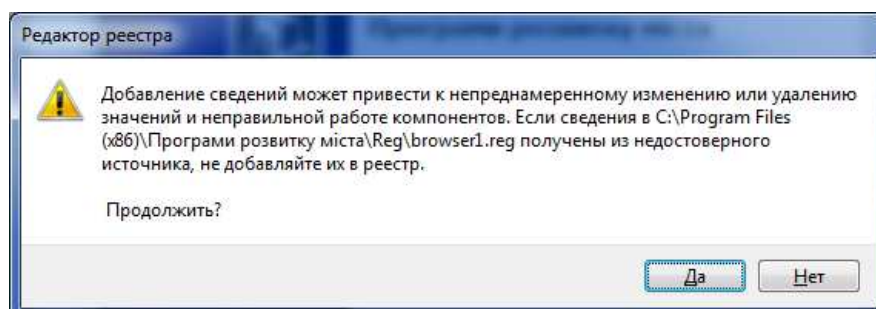 Редактор реестра
Добавление сведений может привести к непреднамеренному изменению или удалению
значений и неправильной работе компонентов. Если сведения в C:\Program Files
(x86)\Програми розвитку міста\Reg\browser1.reg получены из недостоверного
источника, не добавляйте их в реестр.
Продолжить?
Да
Нет